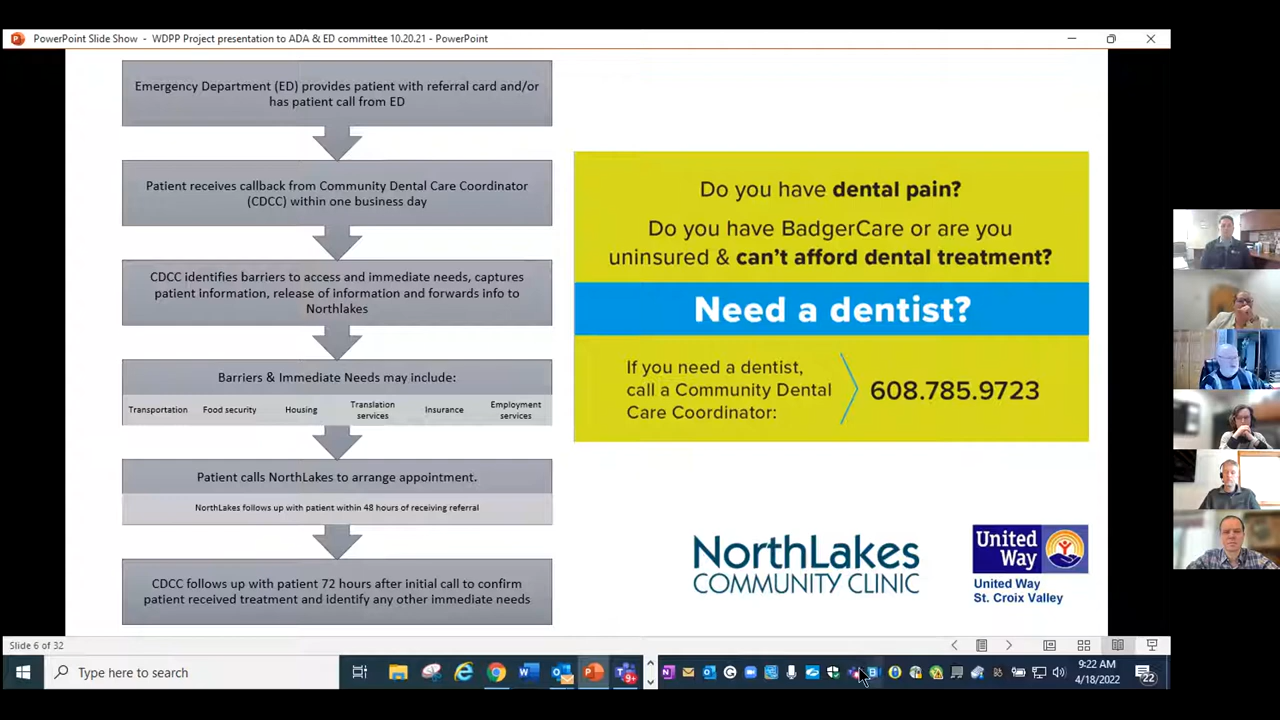 PowerPoint Slide Show - WDPP Project presentation to ADA & ED committee 10.20.21 - PowerPoint
Emergency Department (ED) provides patient with referral card and/or
has patient call from ED
Patient receives callback from Community Dental Care Coordinator
(CDCC) within one business day
CDCC identifies barriers to access and immediate needs, captures
patient information, release of information and forwards info to
Northlakes
Barriers & Immediate Needs may include:
Transportation
Food security
Housing
Translation
services
Insurance
Employment
services
Patient calls NorthLakes to arrange appointment.
NorthLakes follows up with patient within 48 hours of receiving referral
CDCC follows up with patient 72 hours after initial call to confirm
patient received treatment and identify any other immediate needs
Do you have dental pain?
Do you have BadgerCare or are you
uninsured & can't afford dental treatment?
Need a dentist?
If you need a dentist,
call a Community Dental
Care Coordinator:
608.785.9723
NorthLakes
COMMUNITY CLINIC
United
Way
United Way
St. Croix Valley
Slide 6 of 32
Type here to search
9:22 AM
4/18/2022
22